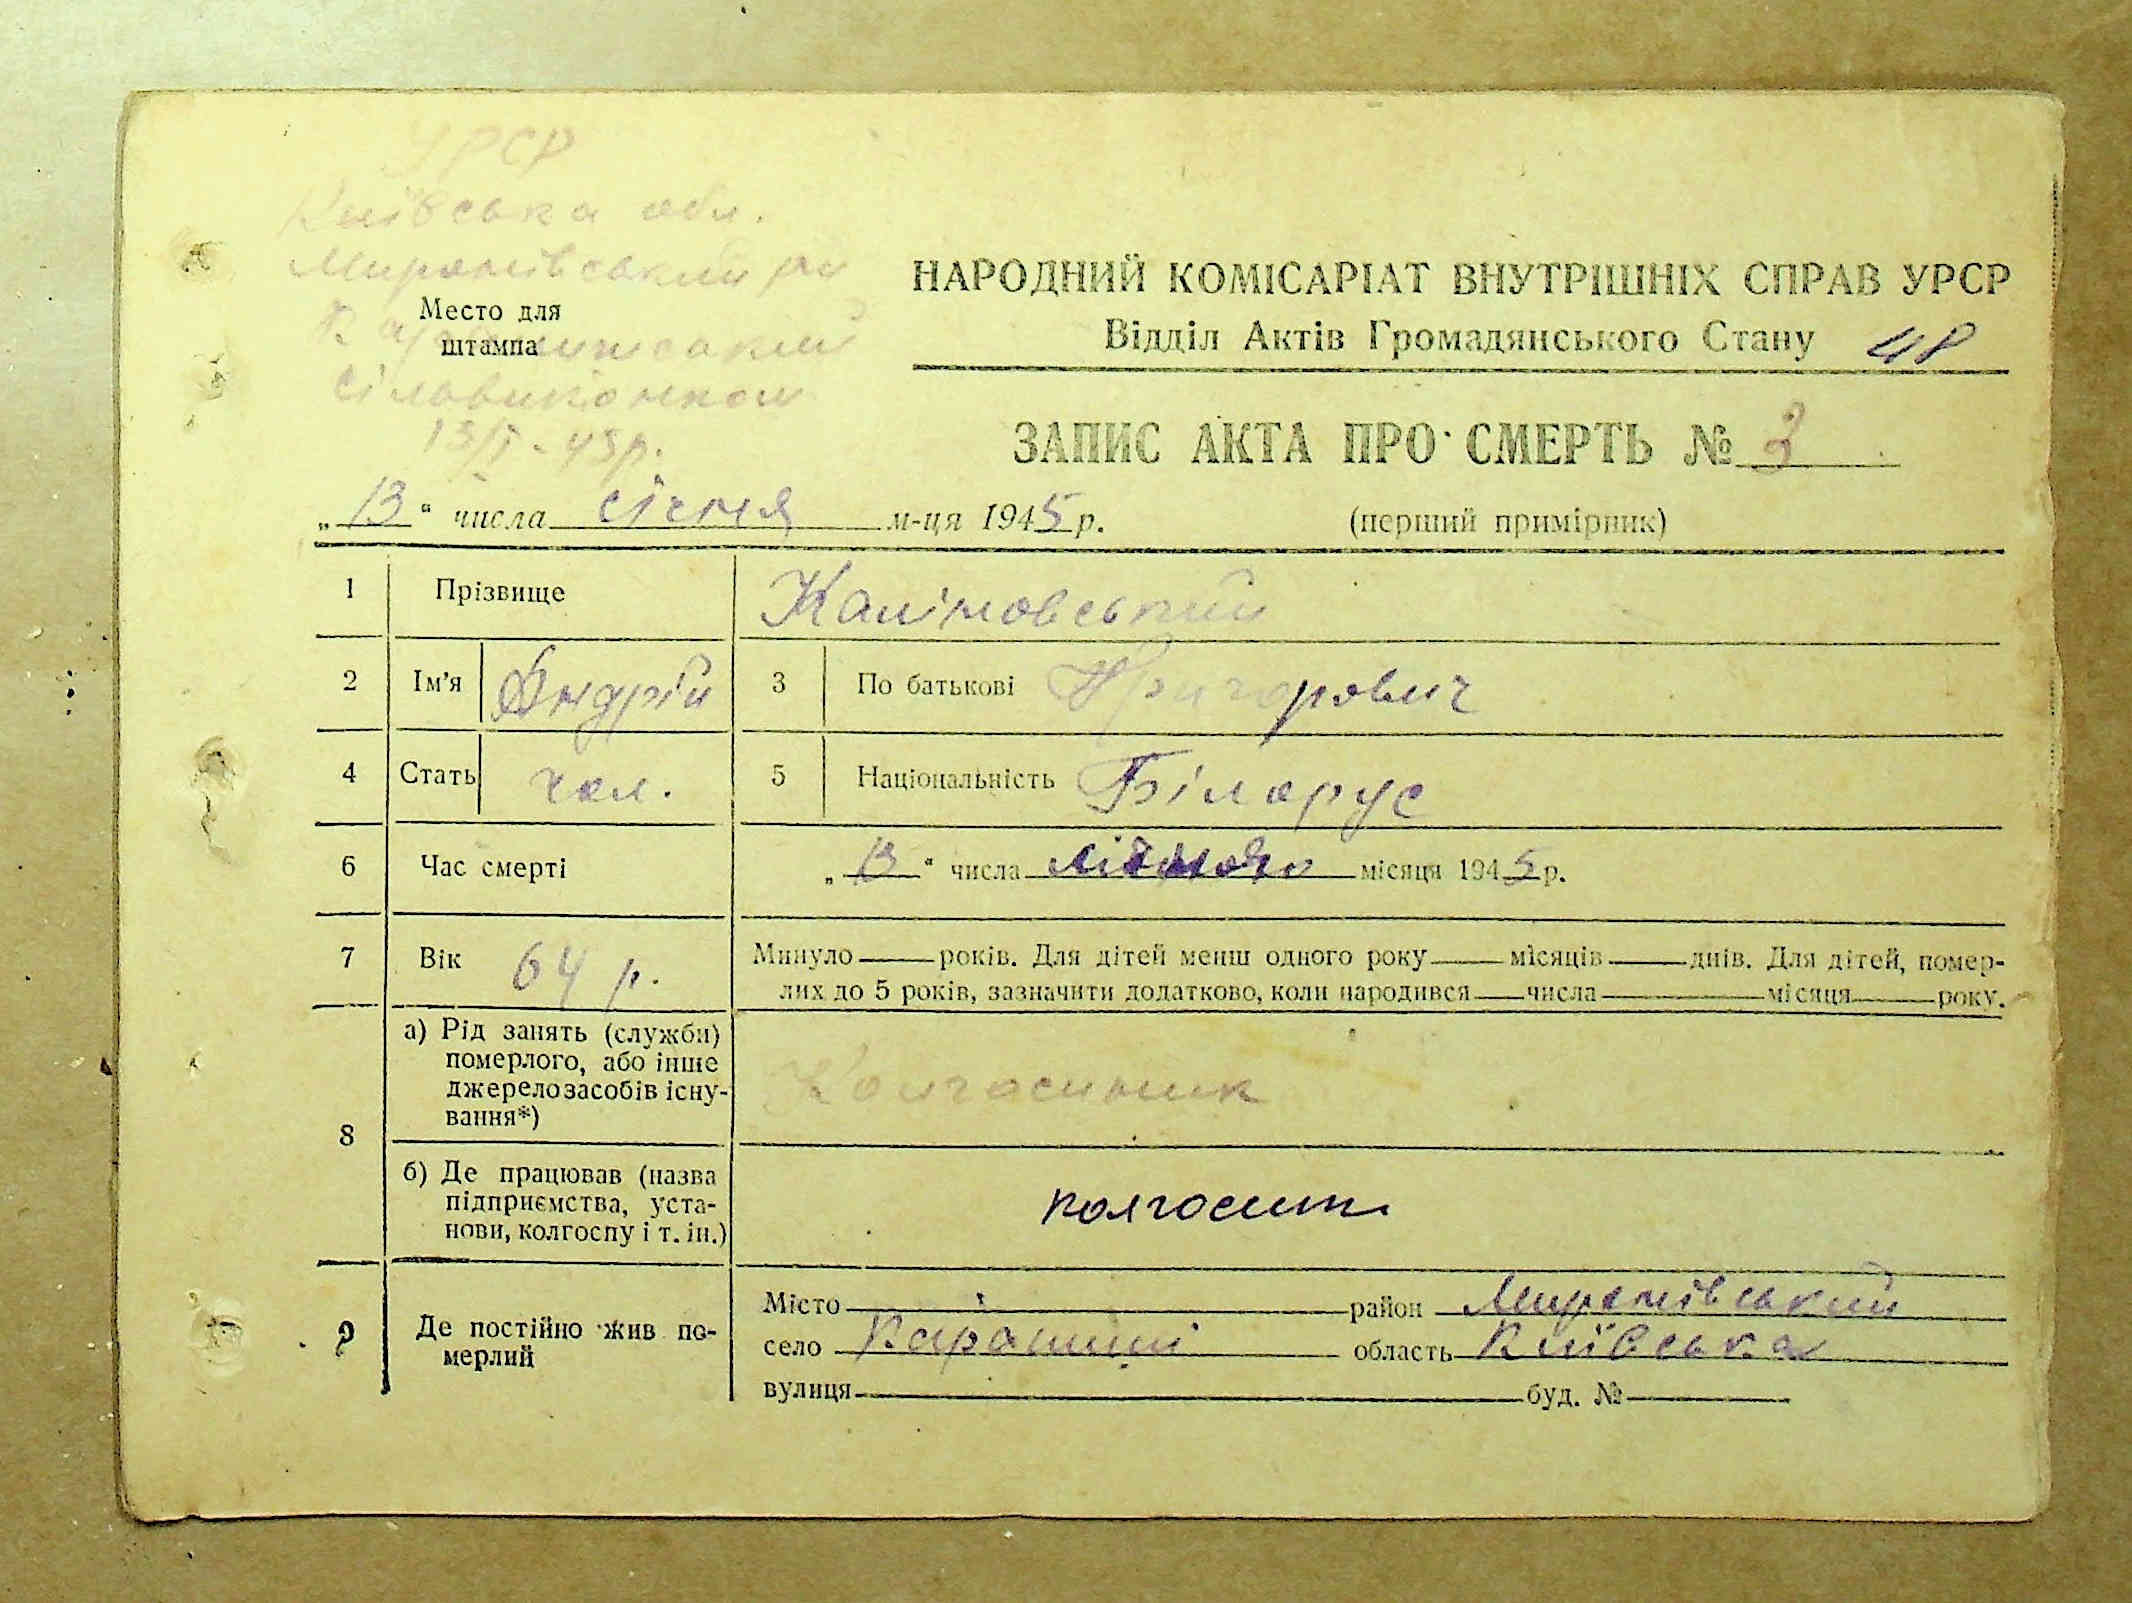 УРСР
Київська обл.
Миронівський рн
Место для
штампа
сільвиконком
13/I - 45р.
НАРОДНИЙ КОМІСАРІАТ ВНУТРІШНІХ СПРАВ УРСР
Відділ Актів Громадянського Стану 48
ЗАПИС АКТА ПРО СМЕРТЬ № 3
„ 13 “ числа січня м-ця 1945 р. (перший примірник)
1 Прізвище Каліновський
2 Ім'я Андрій 3 По батькові Григорович
4 Стать чол. 5 Національність Білорус
6 Час смерті „ 13 “ числа місяця 1945 р.
7 Вік 64 р. Минуло років. Для дітей менш одного року місяців днів. Для дітей, помер-
лих до 5 років, зазначити додатково, коли народився числа місяця року.
8 а) Рід занять (служби)
померлого, або інше
джерело засобів існу-
вання*)
Колгоспник
б) Де працював (назва
підприємства, уста-
нови, колгоспу і т. ін.)
колгоспник
9 Де постійно жив по-
мерлий
Місто район Миронівський
село Карапиші область Київська
вулиця буд. №